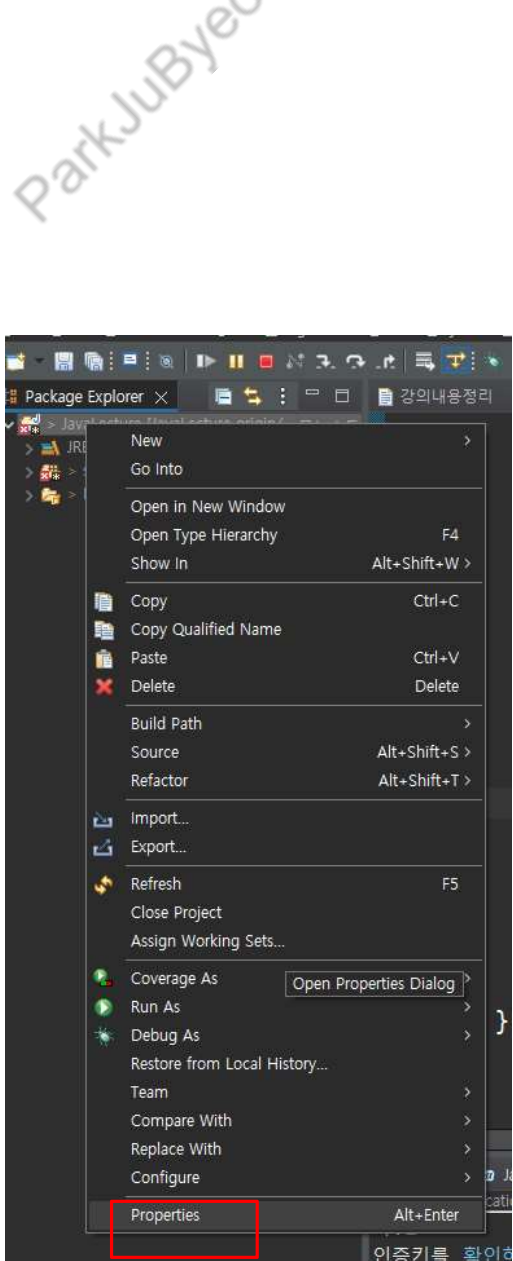 ParkJuByeo
Package Explorer
강의내용정리
New
JRE
Go Into
Open in New Window
Open Type Hierarchy F4
Show In Alt+Shift+W >
Copy Ctrl+C
Copy Qualified Name
Paste Ctrl+V
Delete Delete
Build Path
Source Alt+Shift+S >
Refactor Alt+Shift+T >
Import...
Export...
Refresh F5
Close Project
Assign Working Sets...
Coverage As
Open Properties Dialog
Run As
}
Debug As
Restore from Local History...
Team
Compare With
Replace With
Configure
Properties Alt+Enter
인증키를